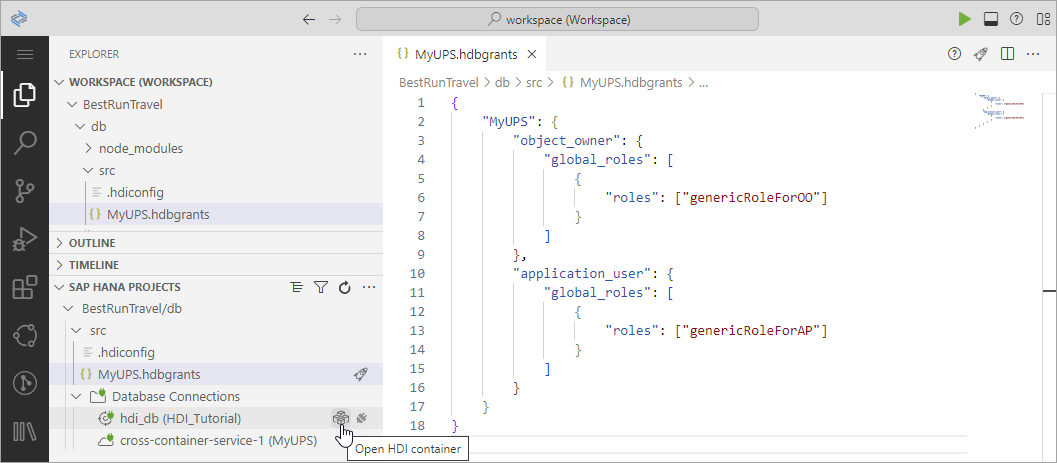 workspace (Workspace)
EXPLORER
WORKSPACE (WORKSPACE)
BestRunTravel
db
node_modules
src
.hdiconfig
MyUPS.hdbgrants
OUTLINE
TIMELINE
SAP HANA PROJECTS
BestRunTravel/db
src
.hdiconfig
MyUPS.hdbgrants
Database Connections
hdi_db (HDI_Tutorial)
cross-container-service-1 (MyUPS)
Open HDI container
MyUPS.hdbgrants
BestRunTravel > db > src > {} MyUPS.hdbgrants > ...
1 {
2 "MyUPS": {
3 "object_owner": {
4 "global_roles": [
5 {
6 "roles": ["genericRoleForOO"]
7 }
8 ]
9 },
10 "application_user": {
11 "global_roles": [
12 {
13 "roles": ["genericRoleForAP"]
14 }
15 ]
16 }
17 }
18 }